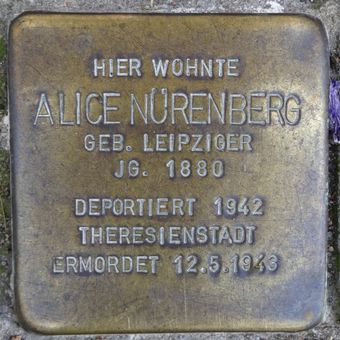 HIER WOHNTE
ALICE NÜRENBERG
GEB. LEIPZIGER
JG. 1880
DEPORTIERT 1942
THERESIENSTADT
ERMORDET 12.5.1943